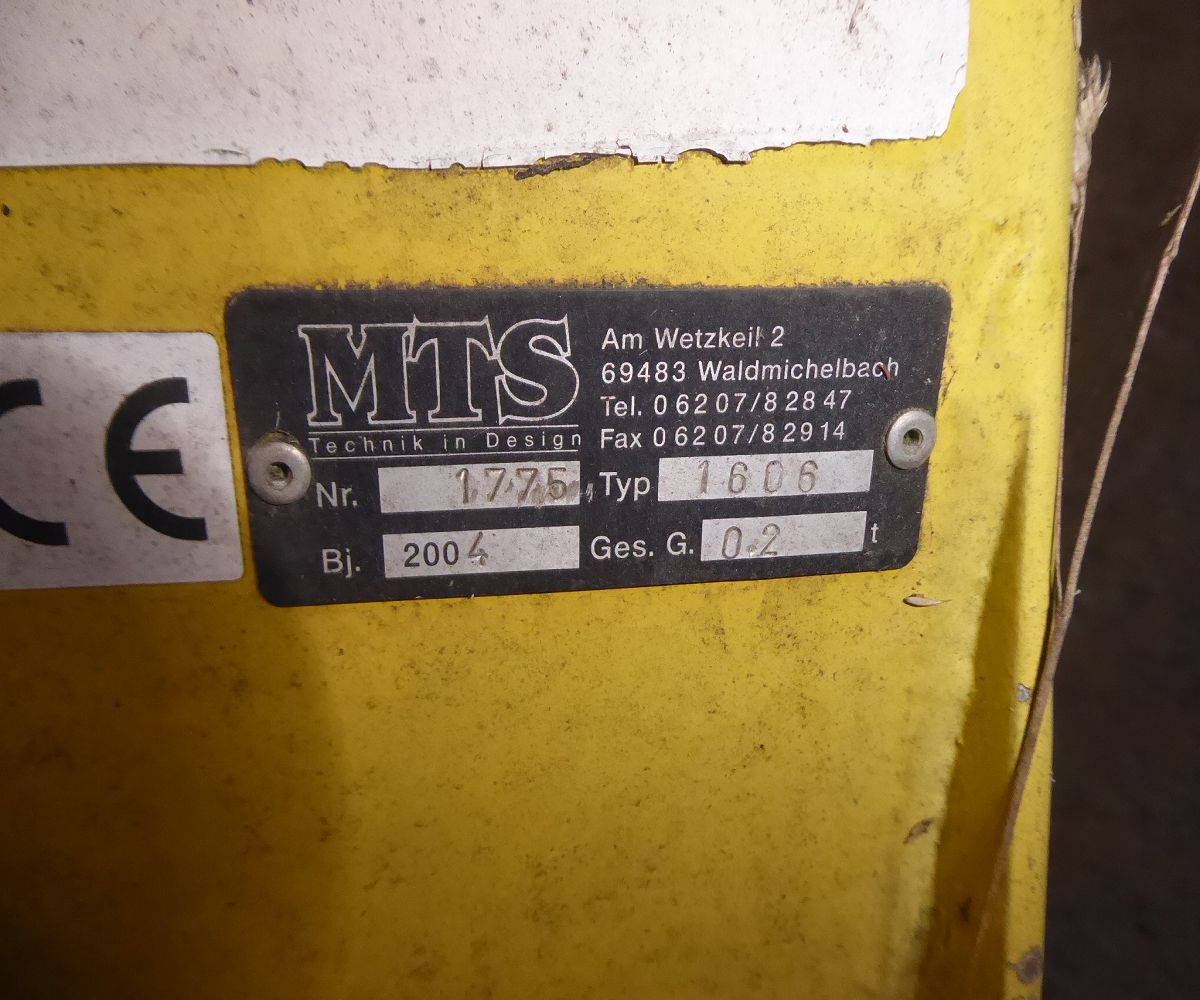 CE
MTS
Technik in Design
Am Wetzkeil 2
69483 Waldmichelbach
Tel. 0 62 07/8 28 47
Fax 0 62 07/8 29 14
Nr. 1775 Typ 1606
Bj. 2004 Ges. G. 0.2 t